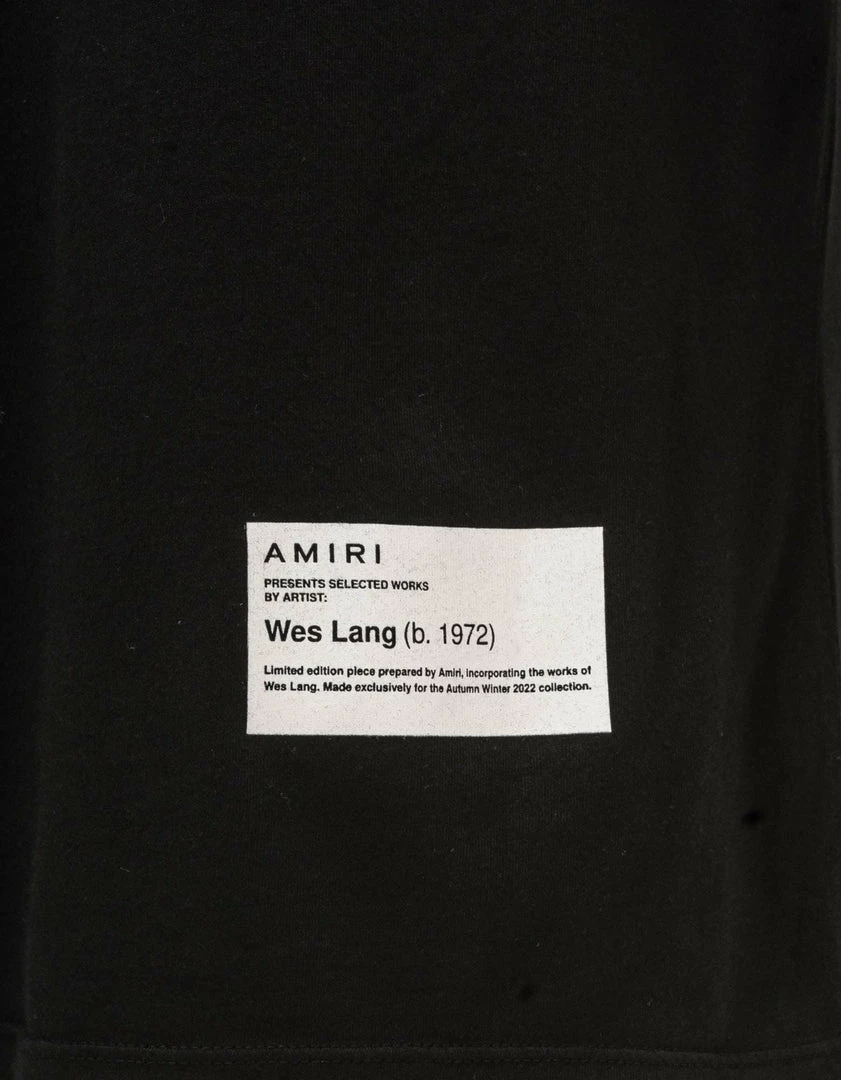 AMIRI
PRESENTS SELECTED WORKS
BY ARTIST:
Wes Lang (b. 1972)
Limited edition piece prepared by Amiri, incorporating the works of
Wes Lang. Made exclusively for the Autumn Winter 2022 collection.